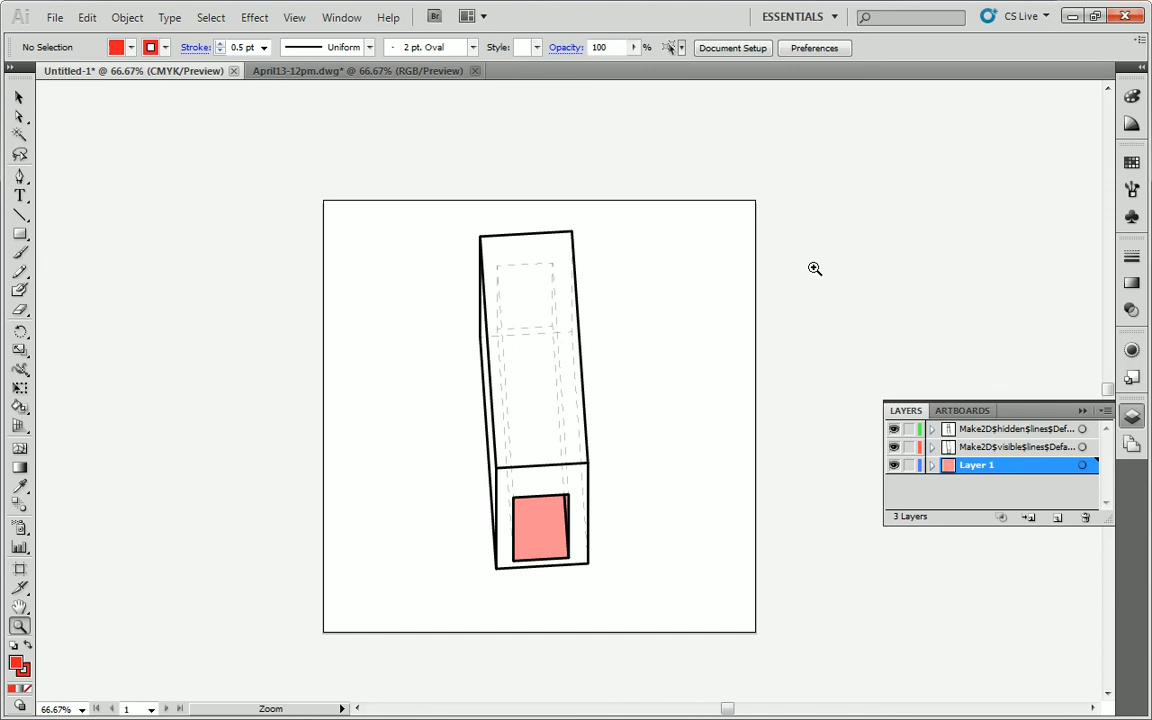 Ai File Edit Object Type Select Effect View Window Help Br ESSENTIALS CS Live
No Selection Stroke: 0.5 pt Uniform 2 pt. Oval Style: Opacity: 100 % Document Setup Preferences
Untitled-1* @ 66.67% (CMYK/Preview) April13-12pm.dwg* @ 66.67% (RGB/Preview)
T
LAYERS ARTBOARDS
Make2D$hidden$lines$Def...
Make2D$visible$lines$Defa...
Layer 1
3 Layers
66.67% 1 Zoom